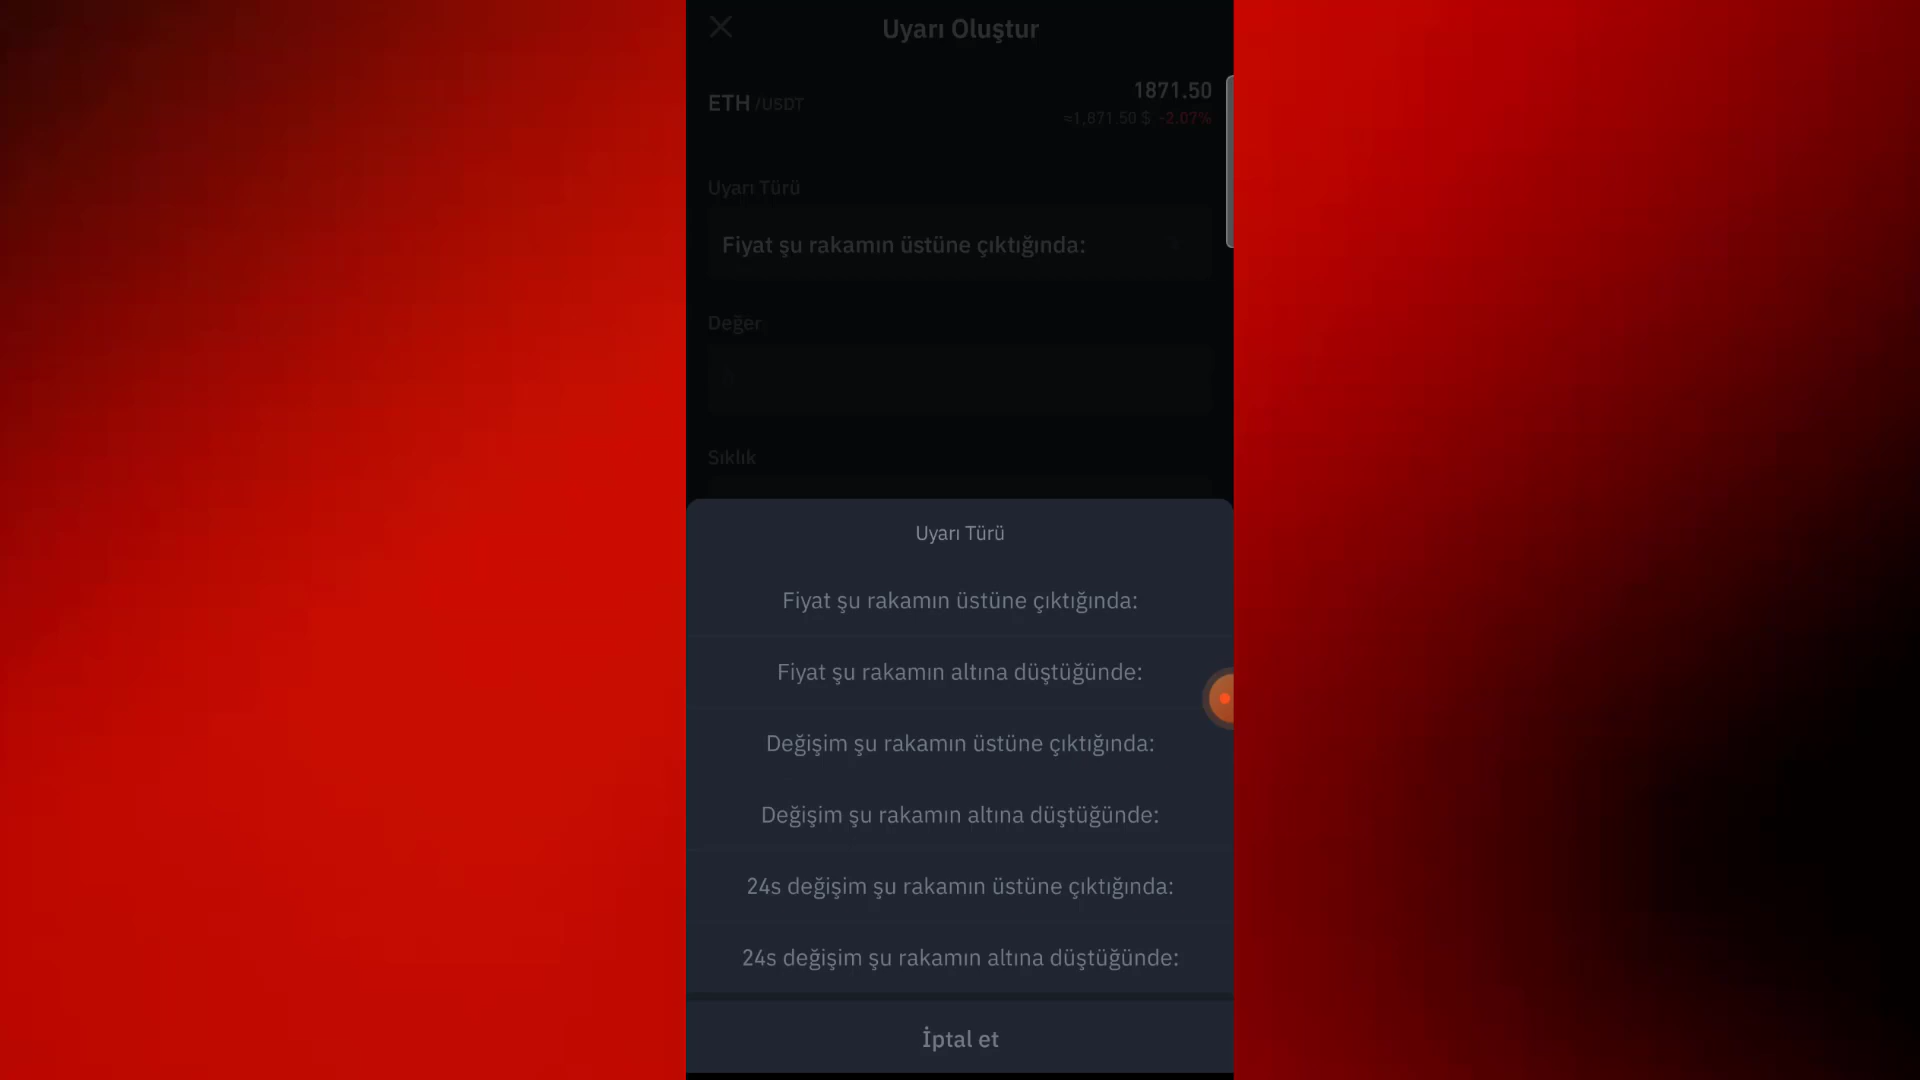 Uyarı Oluştur
ETH /USDT
1871.50
≈1,871.50 $ -2.07%
Uyarı Türü
Fiyat şu rakamın üstüne çıktığında:
Değer
Sıklık
Uyarı Türü
Fiyat şu rakamın üstüne çıktığında:
Fiyat şu rakamın altına düştüğünde:
Değişim şu rakamın üstüne çıktığında:
Değişim şu rakamın altına düştüğünde:
24s değişim şu rakamın üstüne çıktığında:
24s değişim şu rakamın altına düştüğünde:
İptal et